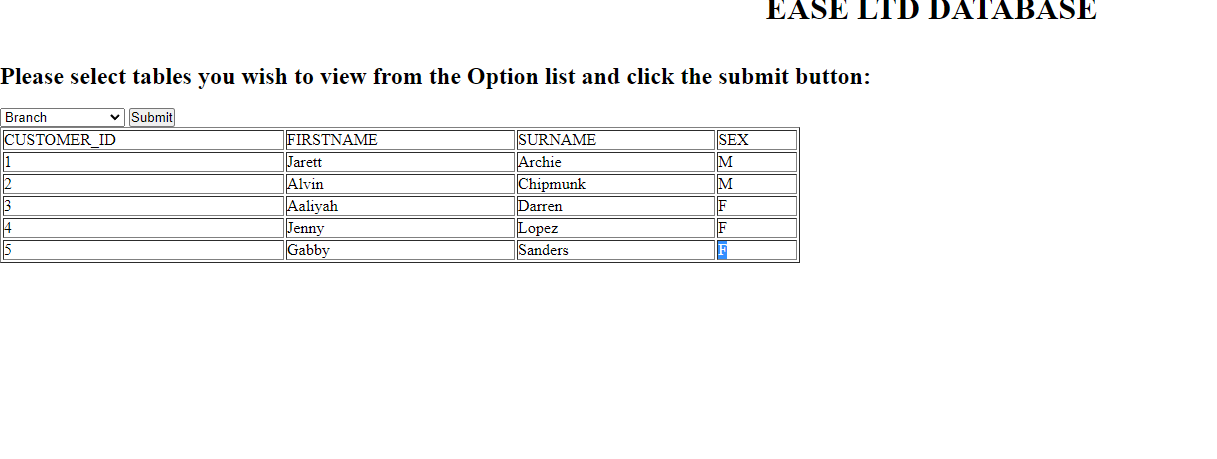 EASE LTD DATABASE
Please select tables you wish to view from the Option list and click the submit button:
Branch Submit
CUSTOMER_ID FIRSTNAME SURNAME SEX
1 Jarett Archie M
2 Alvin Chipmunk M
3 Aaliyah Darren F
4 Jenny Lopez F
5 Gabby Sanders F